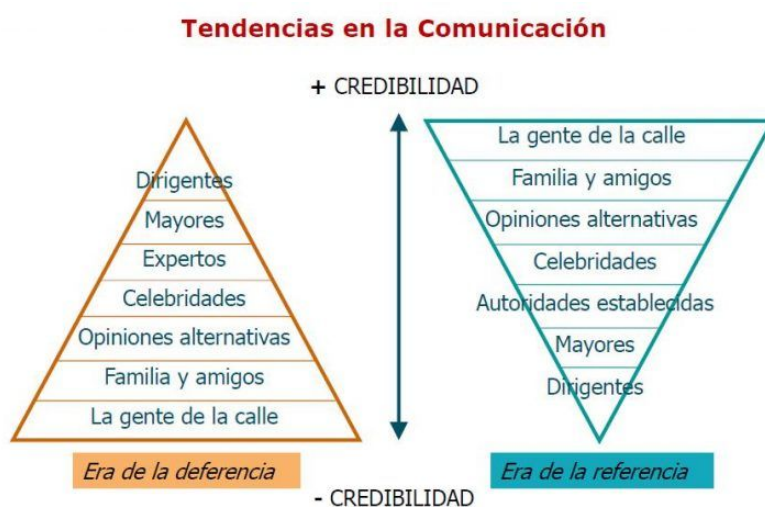 Tendencias en la Comunicación
+ CREDIBILIDAD
Dirigentes
Mayores
Expertos
Celebridades
Opiniones alternativas
Familia y amigos
La gente de la calle
Era de la deferencia
La gente de la calle
Familia y amigos
Opiniones alternativas
Celebridades
Autoridades establecidas
Mayores
Dirigentes
Era de la referencia
- CREDIBILIDAD